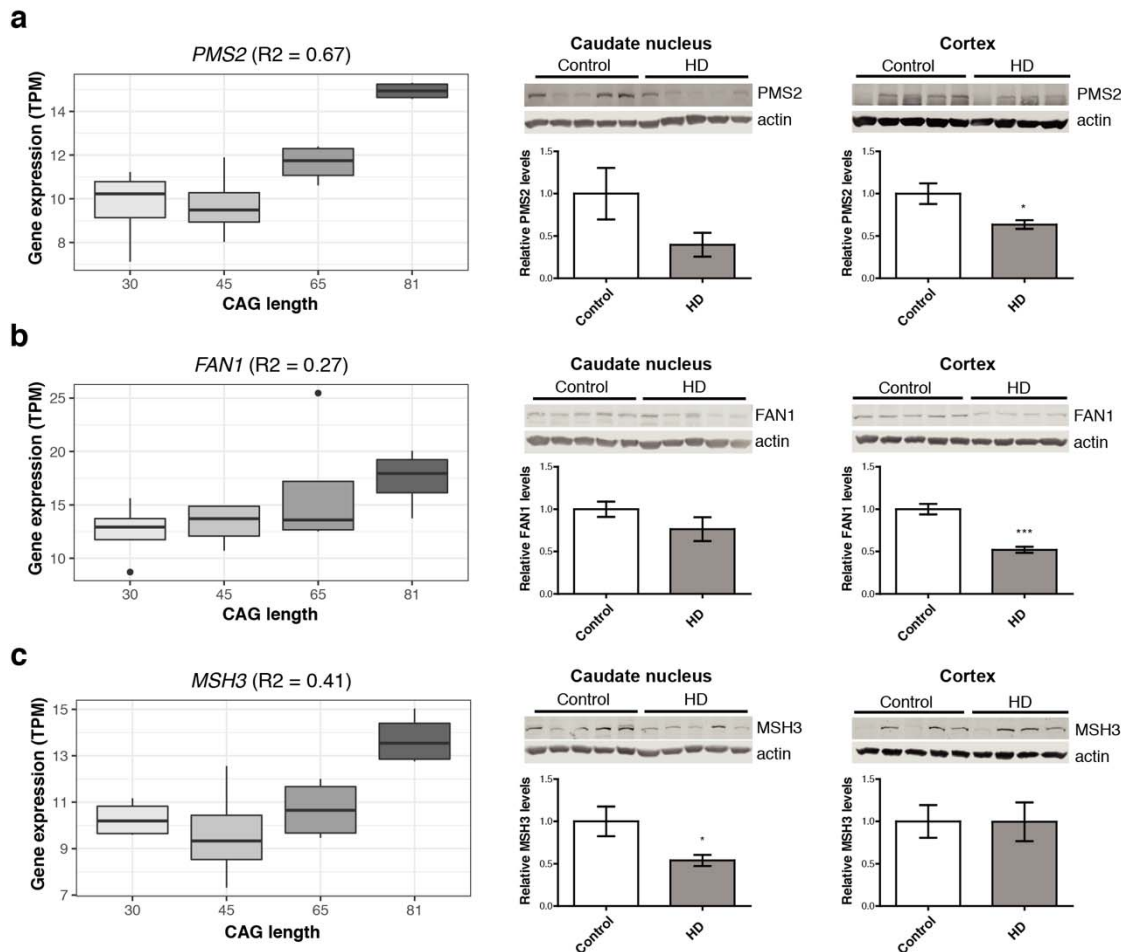 a
PMS2 (R2 = 0.67)
Gene expression (TPM)
14
12
10
8
30 45 65 81
CAG length
Caudate nucleus
Control HD
PMS2
actin
Relative PMS2 levels
1.5
1.0
0.5
0.0
Control HD
Cortex
Control HD
PMS2
actin
Relative PMS2 levels
1.5
1.0
0.5
0.0
*
Control HD
b
FAN1 (R2 = 0.27)
Gene expression (TPM)
25
20
15
10
30 45 65 81
CAG length
Caudate nucleus
Control HD
FAN1
actin
Relative FAN1 levels
1.5
1.0
0.5
0.0
Control HD
Cortex
Control HD
FAN1
actin
Relative FAN1 levels
1.5
1.0
0.5
0.0
***
Control HD
c
MSH3 (R2 = 0.41)
Gene expression (TPM)
15
13
11
9
7
30 45 65 81
CAG length
Caudate nucleus
Control HD
MSH3
actin
Relative MSH3 levels
1.5
1.0
0.5
0.0
*
Control HD
Cortex
Control HD
MSH3
actin
Relative MSH3 levels
1.5
1.0
0.5
0.0
Control HD